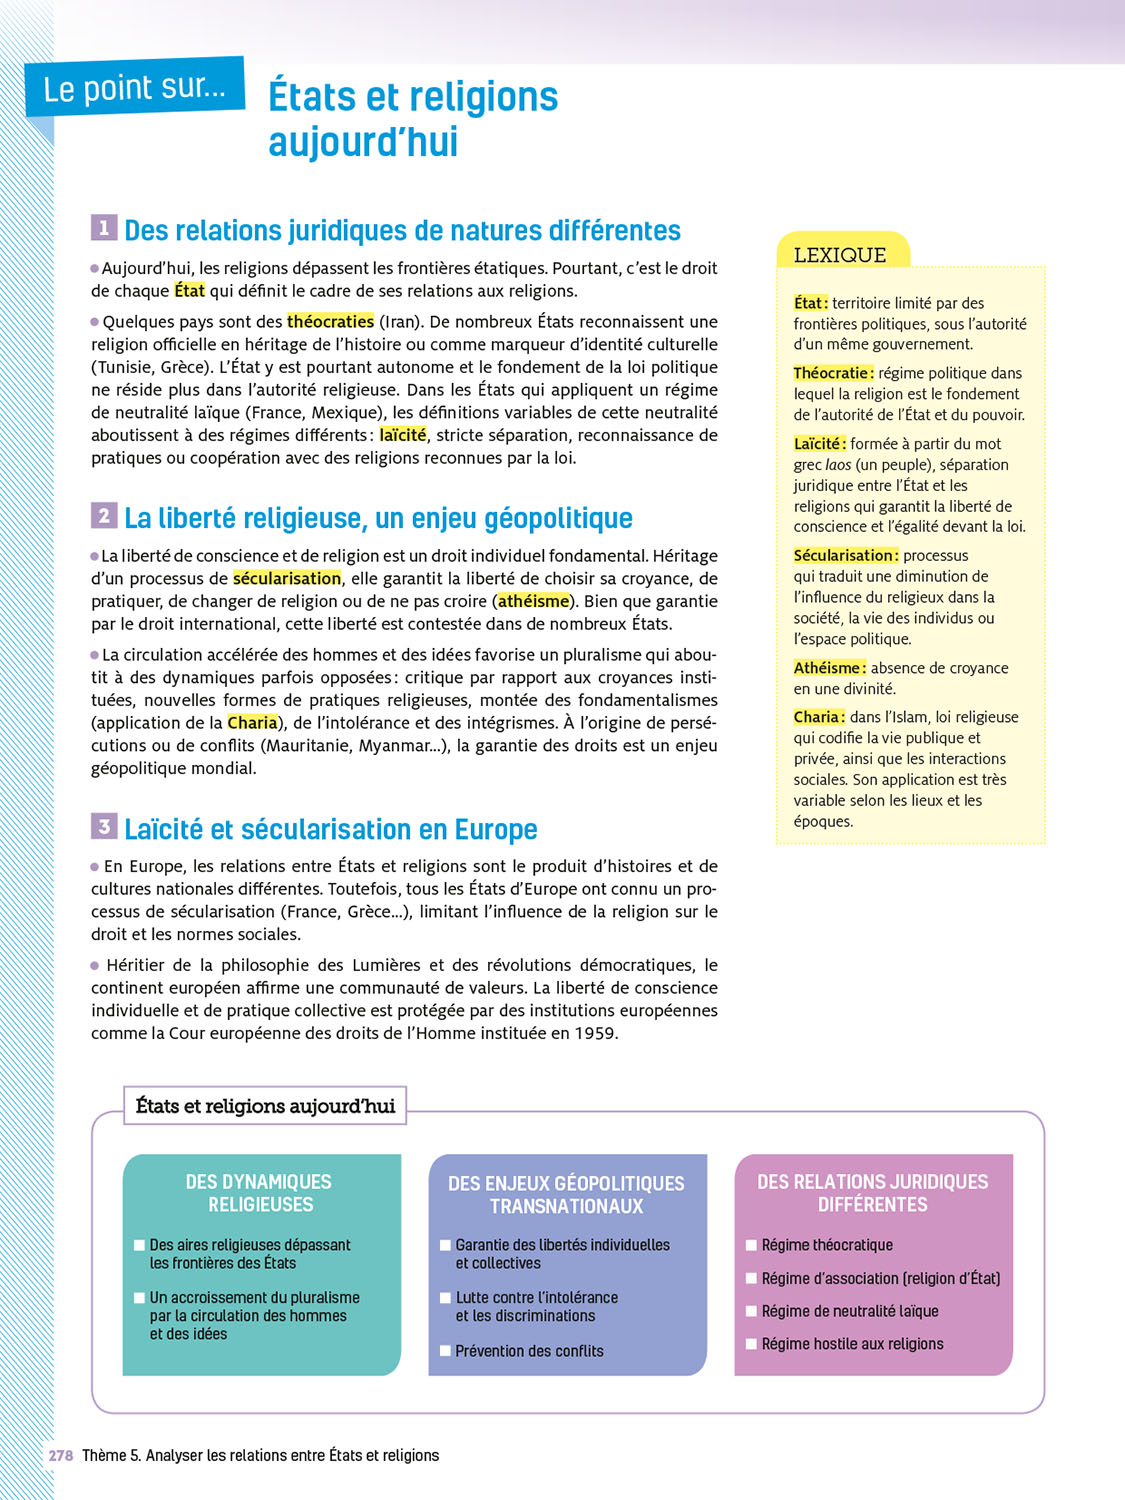 Le point sur...
États et religions
aujourd’hui
1 Des relations juridiques de natures différentes
• Aujourd’hui, les religions dépassent les frontières étatiques. Pourtant, c’est le droit
de chaque État qui définit le cadre de ses relations aux religions.
• Quelques pays sont des théocraties (Iran). De nombreux États reconnaissent une
religion officielle en héritage de l’histoire ou comme marqueur d’identité culturelle
(Tunisie, Grèce). L’État y est pourtant autonome et le fondement de la loi politique
ne réside plus dans l’autorité religieuse. Dans les États qui appliquent un régime
de neutralité laïque (France, Mexique), les définitions variables de cette neutralité
aboutissent à des régimes différents : laïcité, stricte séparation, reconnaissance de
pratiques ou coopération avec des religions reconnues par la loi.
2 La liberté religieuse, un enjeu géopolitique
• La liberté de conscience et de religion est un droit individuel fondamental. Héritage
d’un processus de sécularisation, elle garantit la liberté de choisir sa croyance, de
pratiquer, de changer de religion ou de ne pas croire (athéisme). Bien que garantie
par le droit international, cette liberté est contestée dans de nombreux États.
• La circulation accélérée des hommes et des idées favorise un pluralisme qui abou-
tit à des dynamiques parfois opposées : critique par rapport aux croyances insti-
tuées, nouvelles formes de pratiques religieuses, montée des fondamentalismes
(application de la Charia), de l’intolérance et des intégrismes. À l’origine de persé-
cutions ou de conflits (Mauritanie, Myanmar...), la garantie des droits est un enjeu
géopolitique mondial.
3 Laïcité et sécularisation en Europe
• En Europe, les relations entre États et religions sont le produit d’histoires et de
cultures nationales différentes. Toutefois, tous les États d’Europe ont connu un pro-
cessus de sécularisation (France, Grèce...), limitant l’influence de la religion sur le
droit et les normes sociales.
• Héritier de la philosophie des Lumières et des révolutions démocratiques, le
continent européen affirme une communauté de valeurs. La liberté de conscience
individuelle et de pratique collective est protégée par des institutions européennes
comme la Cour européenne des droits de l’Homme instituée en 1959.
LEXIQUE
État : territoire limité par des
frontières politiques, sous l’autorité
d’un même gouvernement.
Théocratie : régime politique dans
lequel la religion est le fondement
de l’autorité de l’État et du pouvoir.
Laïcité : formée à partir du mot
grec laos (un peuple), séparation
juridique entre l’État et les
religions qui garantit la liberté de
conscience et l’égalité devant la loi.
Sécularisation : processus
qui traduit une diminution de
l’influence du religieux dans la
société, la vie des individus ou
l’espace politique.
Athéisme : absence de croyance
en une divinité.
Charia : dans l’Islam, loi religieuse
qui codifie la vie publique et
privée, ainsi que les interactions
sociales. Son application est très
variable selon les lieux et les
époques.
États et religions aujourd’hui
DES DYNAMIQUES
RELIGIEUSES
Des aires religieuses dépassant
les frontières des États
Un accroissement du pluralisme
par la circulation des hommes
et des idées
DES ENJEUX GÉOPOLITIQUES
TRANSNATIONAUX
Garantie des libertés individuelles
et collectives
Lutte contre l’intolérance
et les discriminations
Prévention des conflits
DES RELATIONS JURIDIQUES
DIFFÉRENTES
Régime théocratique
Régime d’association (religion d’État)
Régime de neutralité laïque
Régime hostile aux religions
278 Thème 5. Analyser les relations entre États et religions